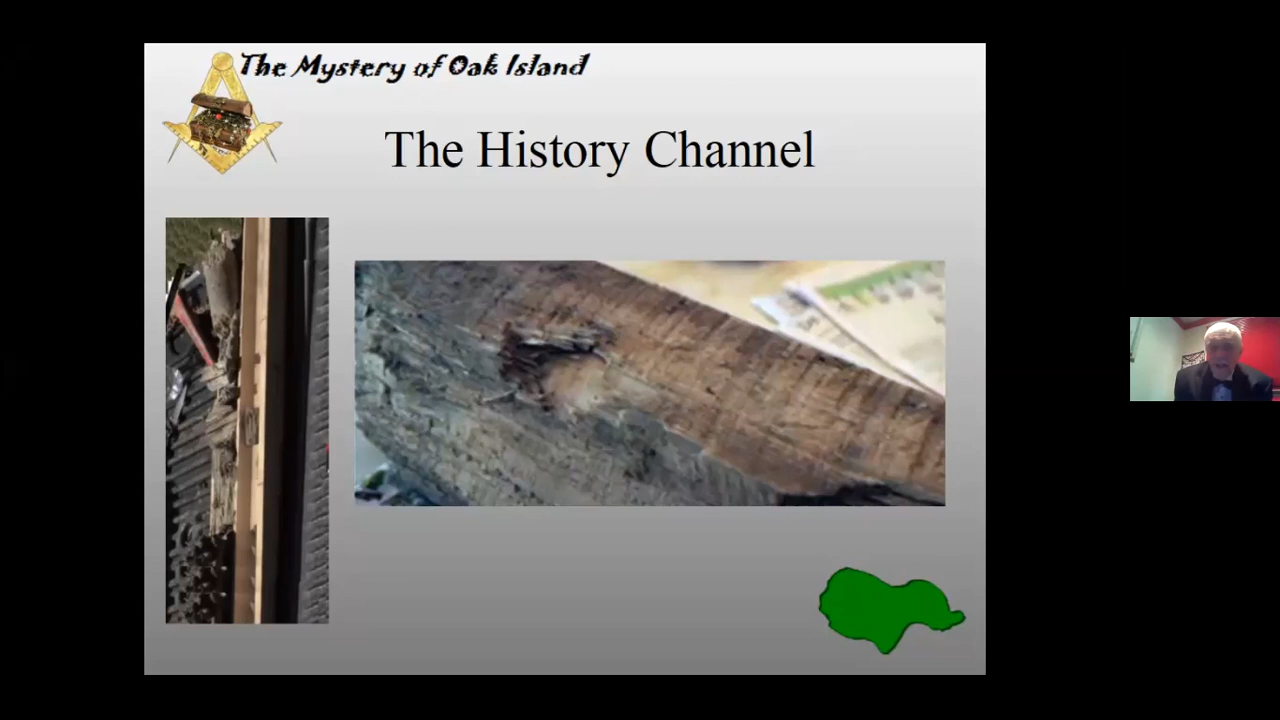 The Mystery of Oak Island
The History Channel